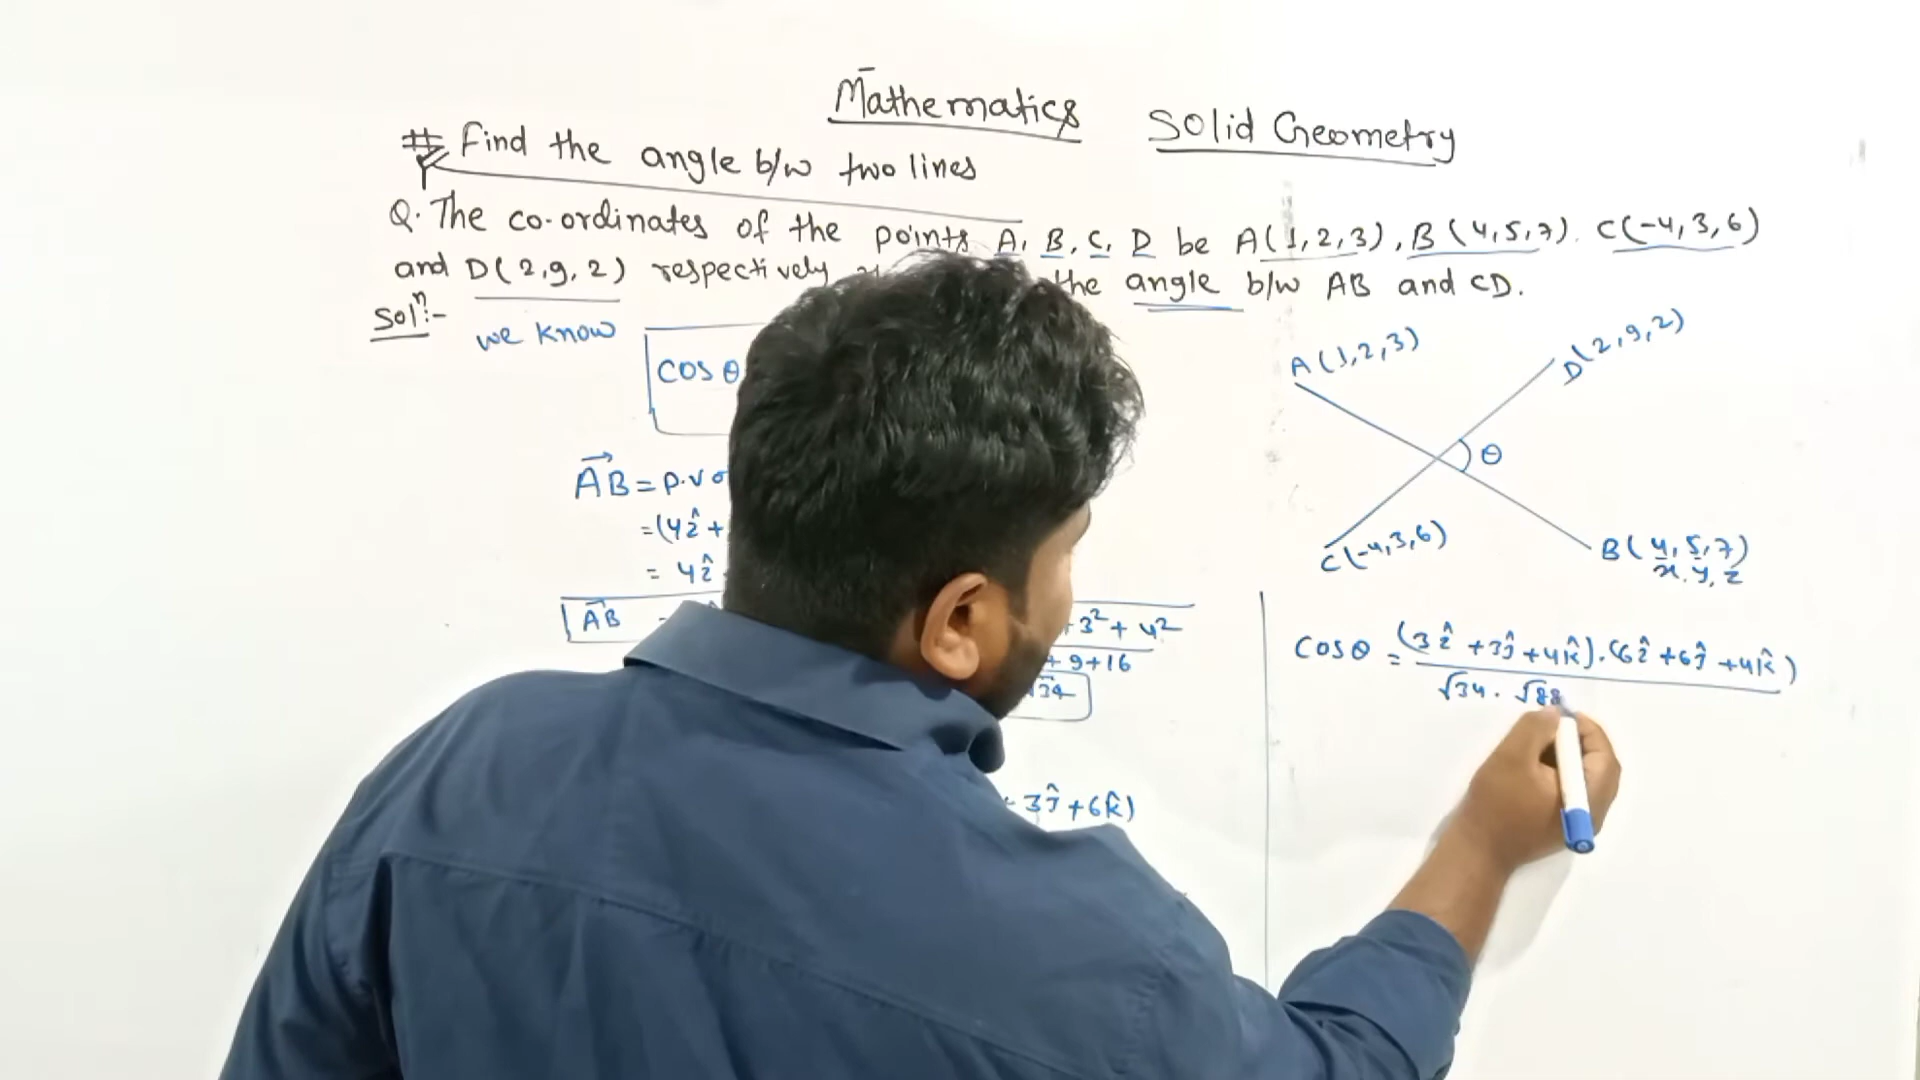 Mathematics
Solid Geometry
# Find the angle b/w two lines
Q. The co-ordinates of the points A, B, C, D be A(1,2,3), B(4,5,7). C(-4,3,6)
and D(2,9,2) respectively the angle b/w AB and CD.
Solⁿ:-
we know
cos θ
A(1,2,3)
D(2,9,2)
θ
C(-4,3,6)
B(4,5,7)
x, y, z
AB = P.V
=(4î+
= 4î
AB
+3²+4²
+9+16
√34
3ĵ+6k̂)
cosθ = (3î+3ĵ+4k̂).(6î+6ĵ+4k̂)
√34. √88